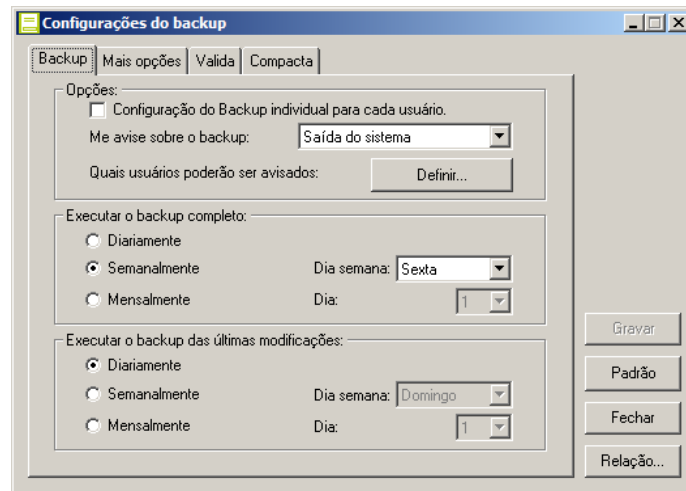 Configurações do backup
Backup Mais opções Valida Compacta
Opções:
Configuração do Backup individual para cada usuário.
Me avise sobre o backup: Saída do sistema
Quais usuários poderão ser avisados: Definir...
Executar o backup completo:
Diariamente
Semanalmente Dia semana: Sexta
Mensalmente Dia: 1
Executar o backup das últimas modificações:
Diariamente
Semanalmente Dia semana: Domingo
Mensalmente Dia: 1
Gravar
Padrão
Fechar
Relação...